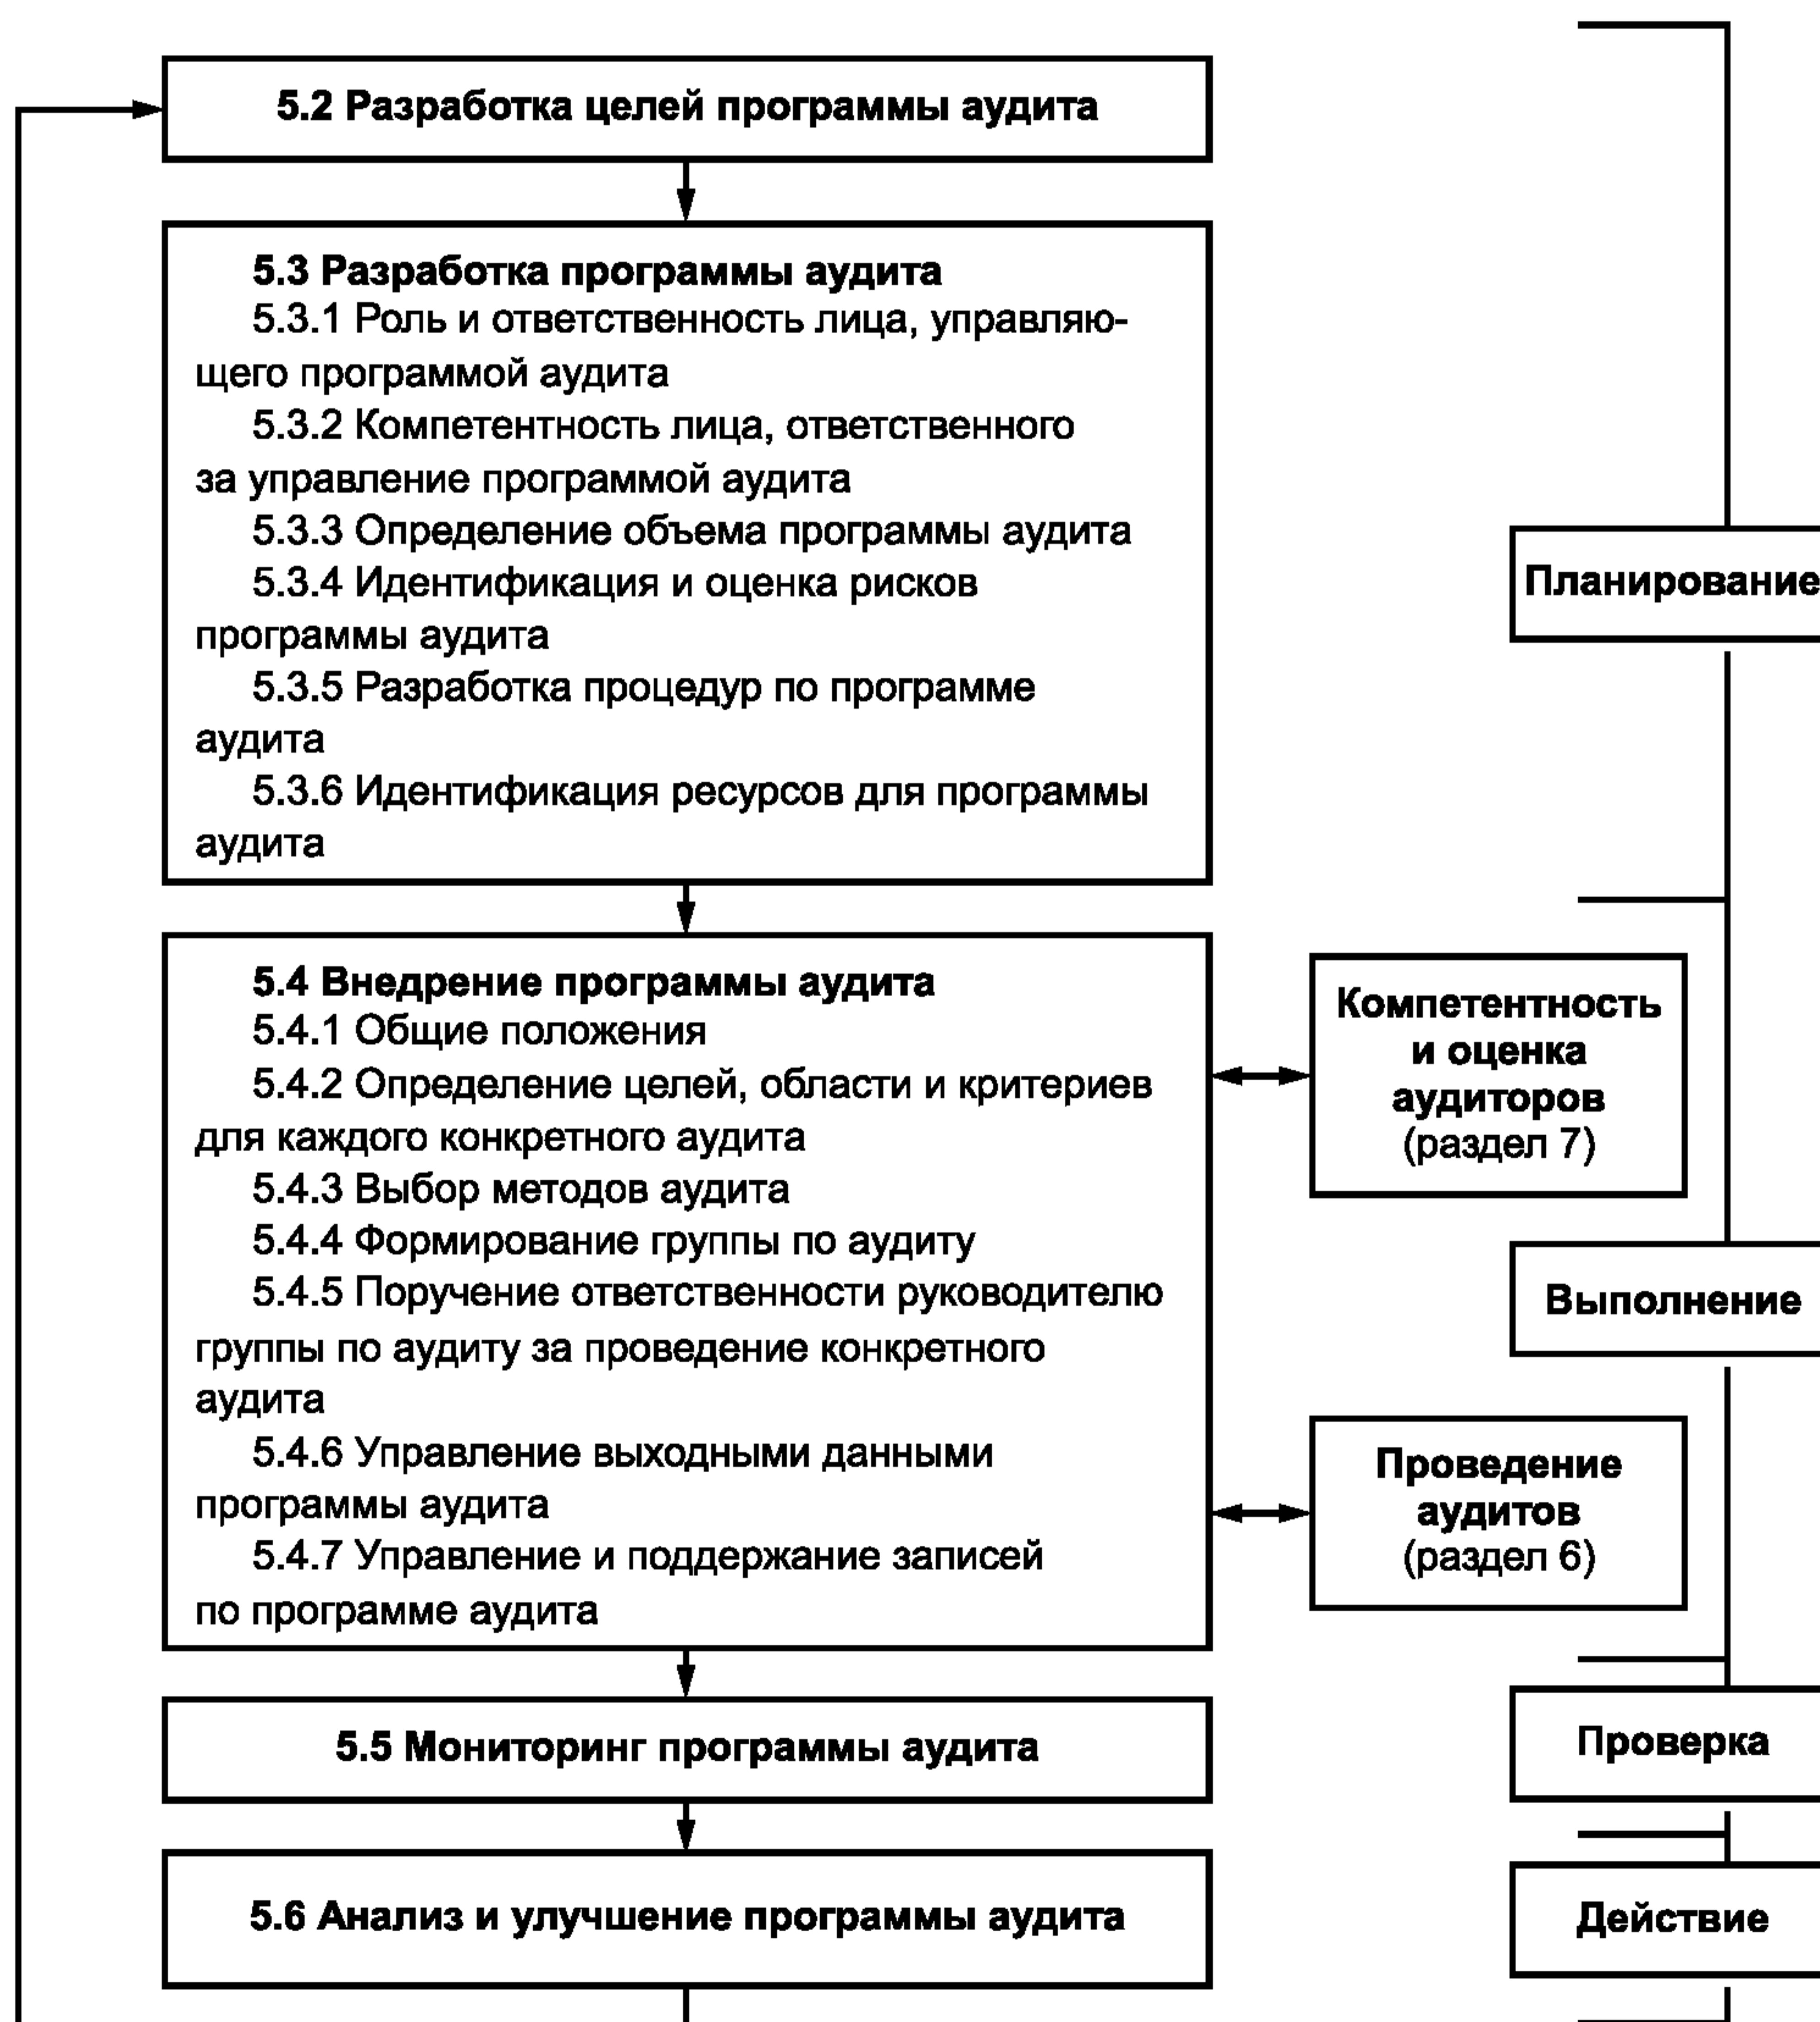 5.2 Разработка целей программы аудита
5.3 Разработка программы аудита
5.3.1 Роль и ответственность лица, управляю-
щего программой аудита
5.3.2 Компетентность лица, ответственного
за управление программой аудита
5.3.3 Определение объема программы аудита
5.3.4 Идентификация и оценка рисков
программы аудита
5.3.5 Разработка процедур по программе
аудита
5.3.6 Идентификация ресурсов для программы
аудита
Планирование
5.4 Внедрение программы аудита
5.4.1 Общие положения
5.4.2 Определение целей, области и критериев
для каждого конкретного аудита
5.4.3 Выбор методов аудита
5.4.4 Формирование группы по аудиту
5.4.5 Поручение ответственности руководителю
группы по аудиту за проведение конкретного
аудита
5.4.6 Управление выходными данными
программы аудита
5.4.7 Управление и поддержание записей
по программе аудита
Компетентность
и оценка
аудиторов
(раздел 7)
Выполнение
Проведение
аудитов
(раздел 6)
5.5 Мониторинг программы аудита
Проверка
5.6 Анализ и улучшение программы аудита
Действие